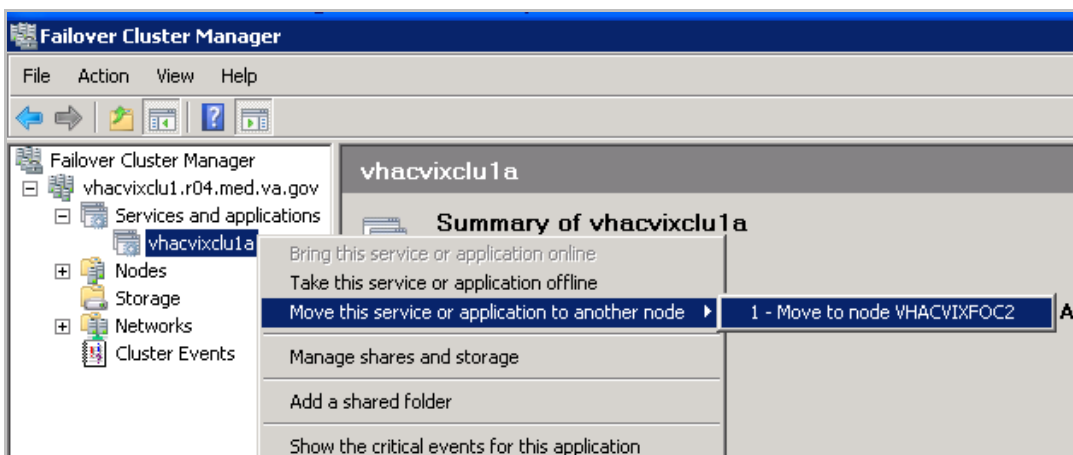 Failover Cluster Manager
File Action View Help
Failover Cluster Manager
vhacvixclu1.r04.med.va.gov
Services and applications
vhacvixclu1a
Nodes
Storage
Networks
Cluster Events
vhacvixclu1a
Summary of vhacvixclu1a
Bring this service or application online
Take this service or application offline
Move this service or application to another node
1 - Move to node VHACVIXFOC2
A
Manage shares and storage
Add a shared folder
Show the critical events for this application